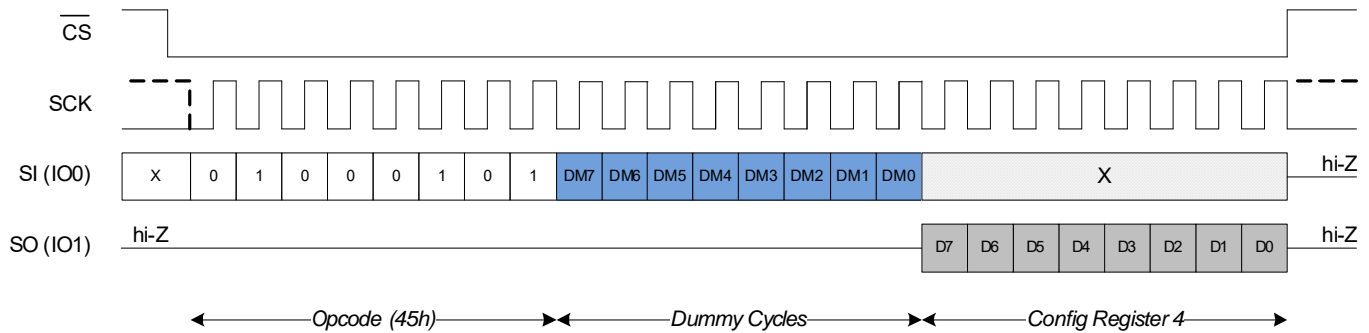 CS
SCK
SI (IO0) X 0 1 0 0 0 1 0 1 DM7 DM6 DM5 DM4 DM3 DM2 DM1 DM0 X hi-Z
SO (IO1) hi-Z D7 D6 D5 D4 D3 D2 D1 D0 hi-Z
Opcode (45h) Dummy Cycles Config Register 4